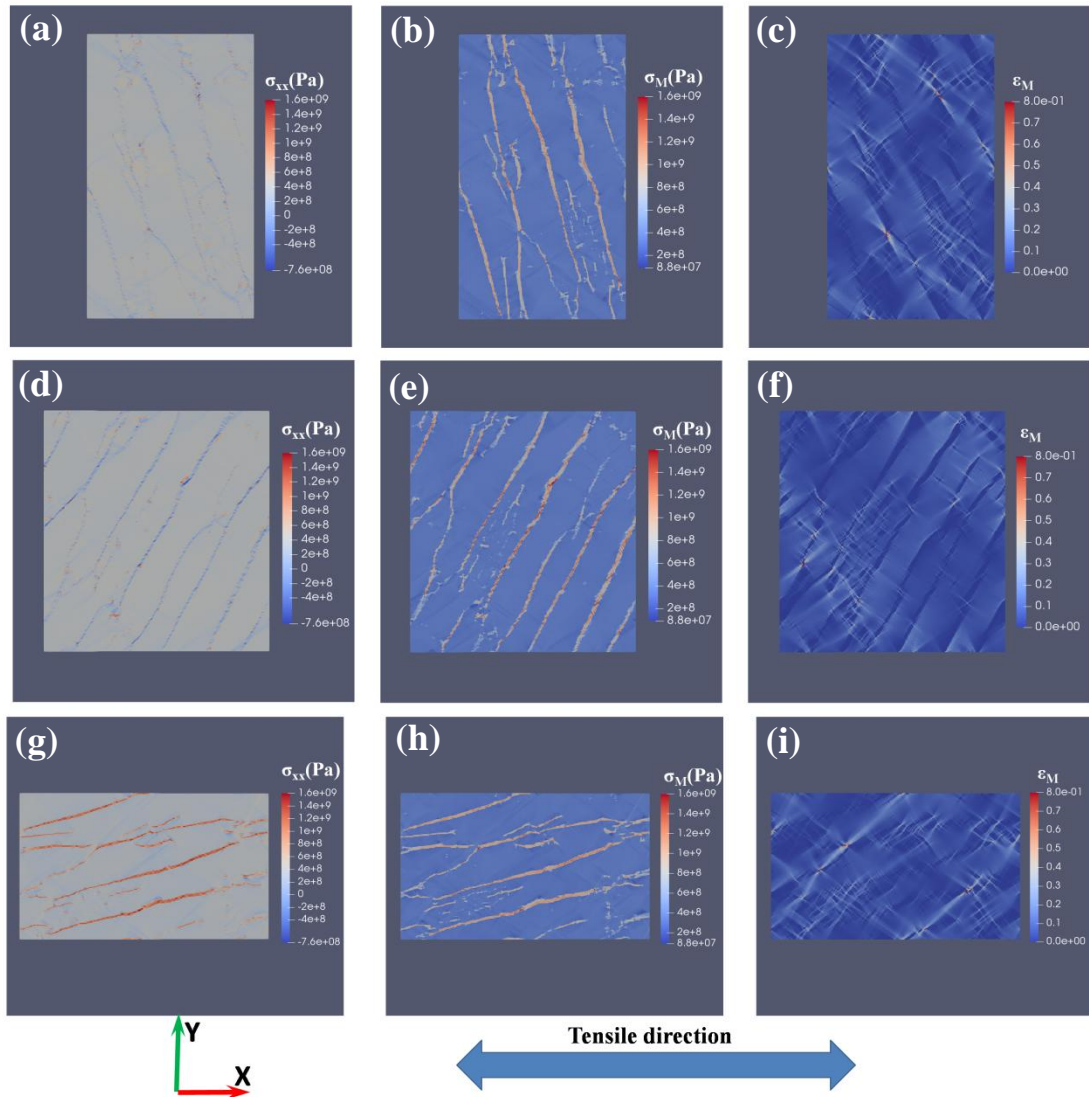 (a)
σxx(Pa)
1.6e+09
1.4e+9
1.2e+9
1e+9
8e+8
6e+8
4e+8
2e+8
0
-2e+8
-4e+8
-7.6e+08
(b)
σM(Pa)
1.6e+09
1.4e+9
1.2e+9
1e+9
8e+8
6e+8
4e+8
2e+8
8.8e+07
(c)
εM
8.0e-01
0.7
0.6
0.5
0.4
0.3
0.2
0.1
0.0e+00
(d)
σxx(Pa)
1.6e+09
1.4e+9
1.2e+9
1e+9
8e+8
6e+8
4e+8
2e+8
0
-2e+8
-4e+8
-7.6e+08
(e)
σM(Pa)
1.6e+09
1.4e+9
1.2e+9
1e+9
8e+8
6e+8
4e+8
2e+8
8.8e+07
(f)
εM
8.0e-01
0.7
0.6
0.5
0.4
0.3
0.2
0.1
0.0e+00
(g)
σxx(Pa)
1.6e+09
1.4e+9
1.2e+9
1e+9
8e+8
6e+8
4e+8
2e+8
0
-2e+8
-4e+8
-7.6e+08
(h)
σM(Pa)
1.6e+09
1.4e+9
1.2e+9
1e+9
8e+8
6e+8
4e+8
2e+8
8.8e+07
(i)
εM
8.0e-01
0.7
0.6
0.5
0.4
0.3
0.2
0.1
0.0e+00
Y
X
Tensile direction